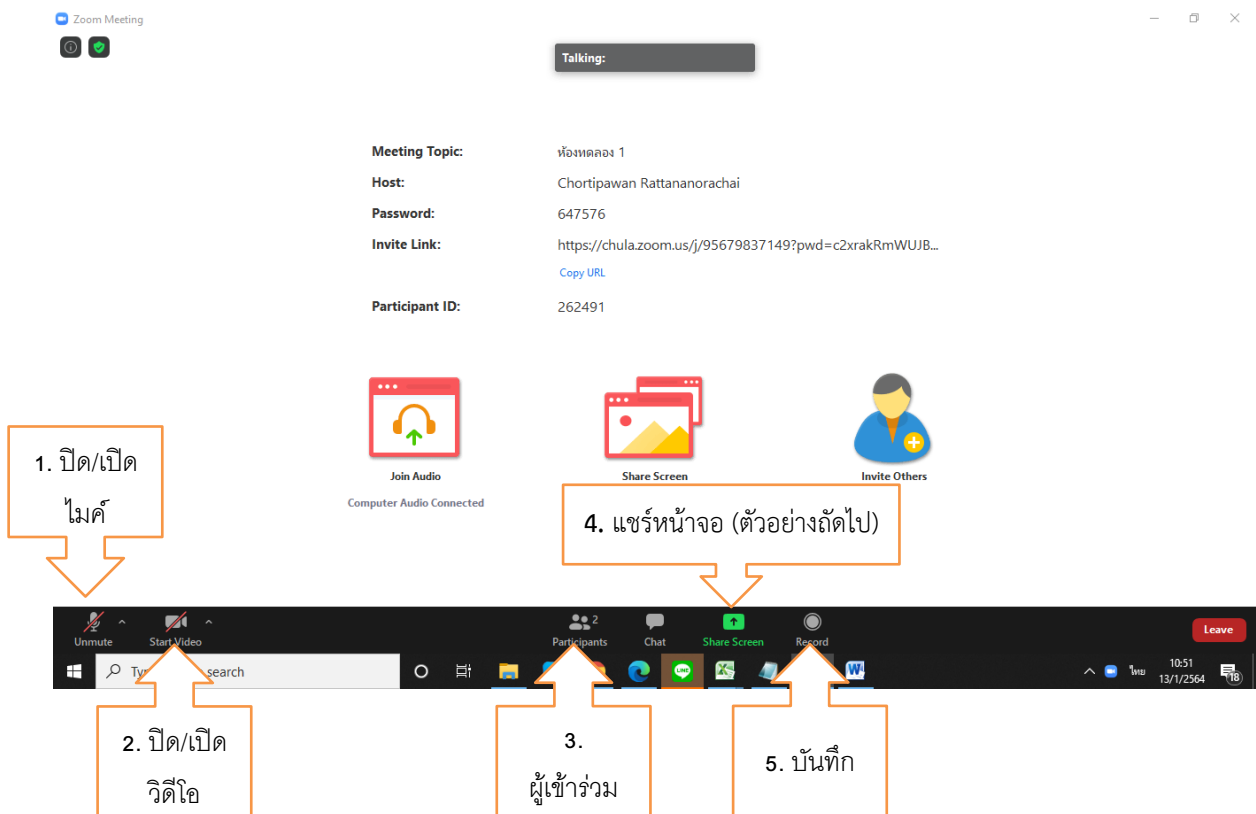 Zoom Meeting
Talking:
Meeting Topic: ห้องทดลอง 1
Host: Chortipawan Rattananorachai
Password: 647576
Invite Link: https://chula.zoom.us/j/95679837149?pwd=c2xrakRmWUJB...
Copy URL
Participant ID: 262491
Join Audio
Computer Audio Connected
Share Screen
Invite Others
1. ปิด/เปิด
ไมค์
4. แชร์หน้าจอ (ตัวอย่างถัดไป)
Unmute
Start Video
Participants
2
Chat
Share Screen
Record
Leave
search
LINE
ไทย
10:51
13/1/2564
18
2. ปิด/เปิด
วิดีโอ
3.
ผู้เข้าร่วม
5. บันทึก